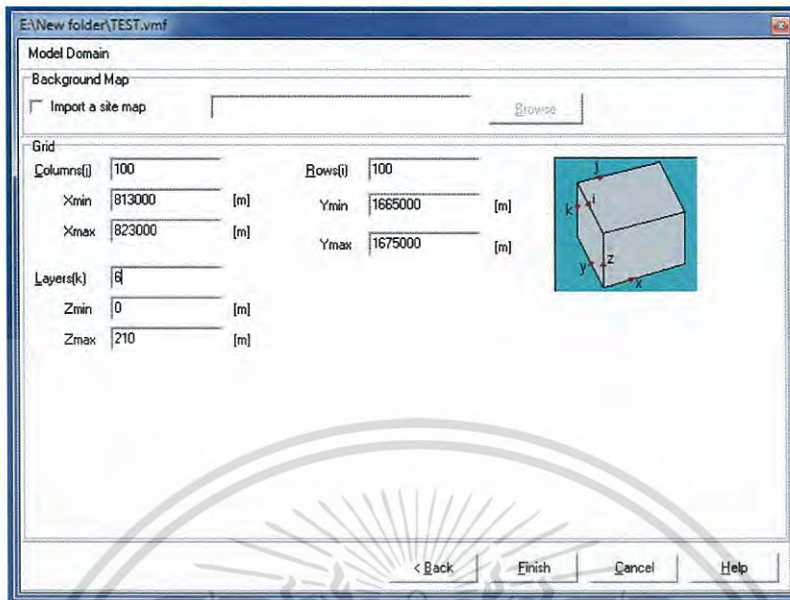 E:\New folder\TEST.vmf
Model Domain
Background Map
Import a site map
Browse
Grid
Columns(j) 100
Rows(i) 100
Xmin 813000 [m]
Ymin 1665000 [m]
Xmax 823000 [m]
Ymax 1675000 [m]
Layers(k) 6
Zmin 0 [m]
Zmax 210 [m]
j
k i
y z
x
< Back Finish Cancel Help